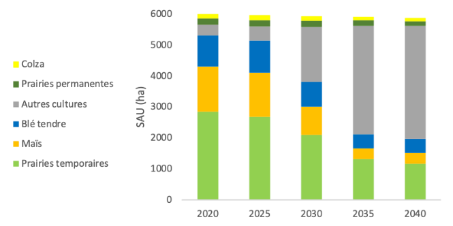 Colza
Prairies permanentes
Autres cultures
Blé tendre
Maïs
Prairies temporaires
SAU (ha)
6000
5000
4000
3000
2000
1000
0
2020
2025
2030
2035
2040